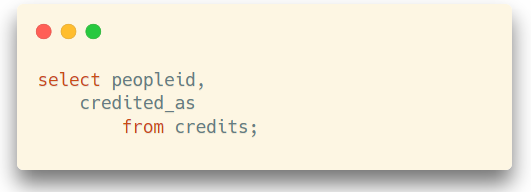 select peopleid,
    credited_as
        from credits;